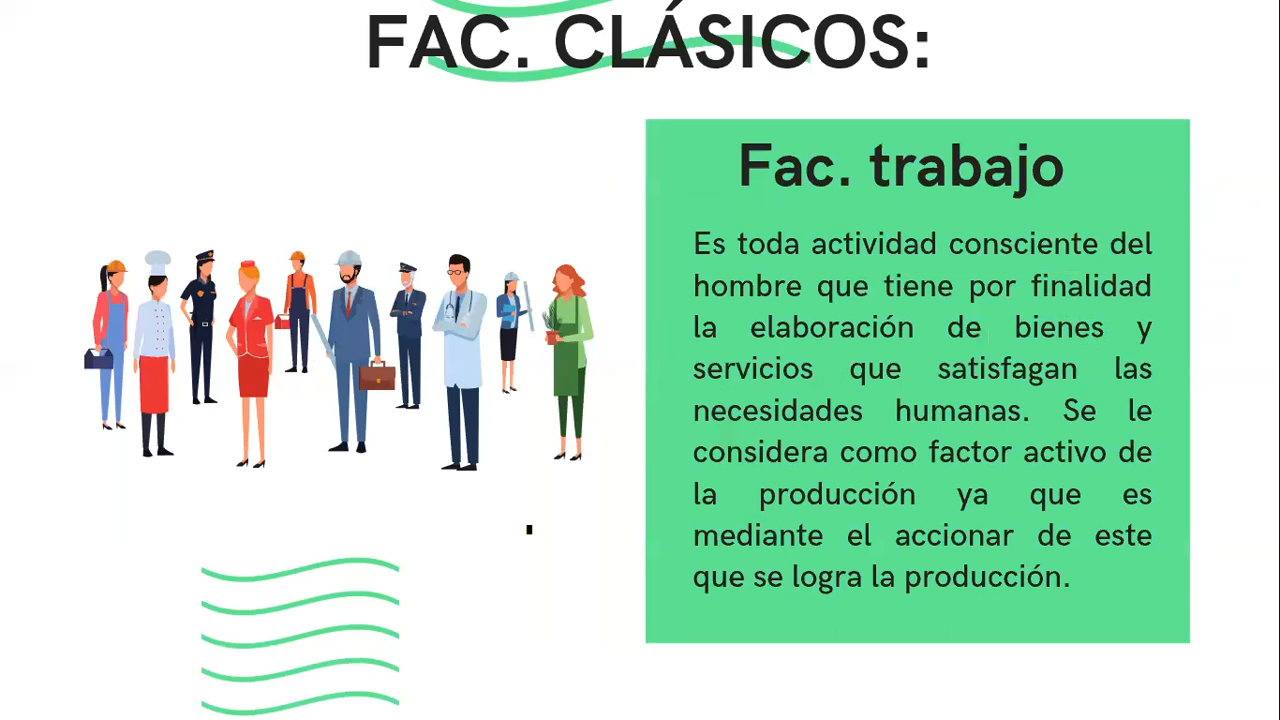 FAC. CLÁSICOS:
Fac. trabajo
Es toda actividad consciente del
hombre que tiene por finalidad
la elaboración de bienes y
servicios que satisfagan las
necesidades humanas. Se le
considera como factor activo de
la producción ya que es
mediante el accionar de este
que se logra la producción.